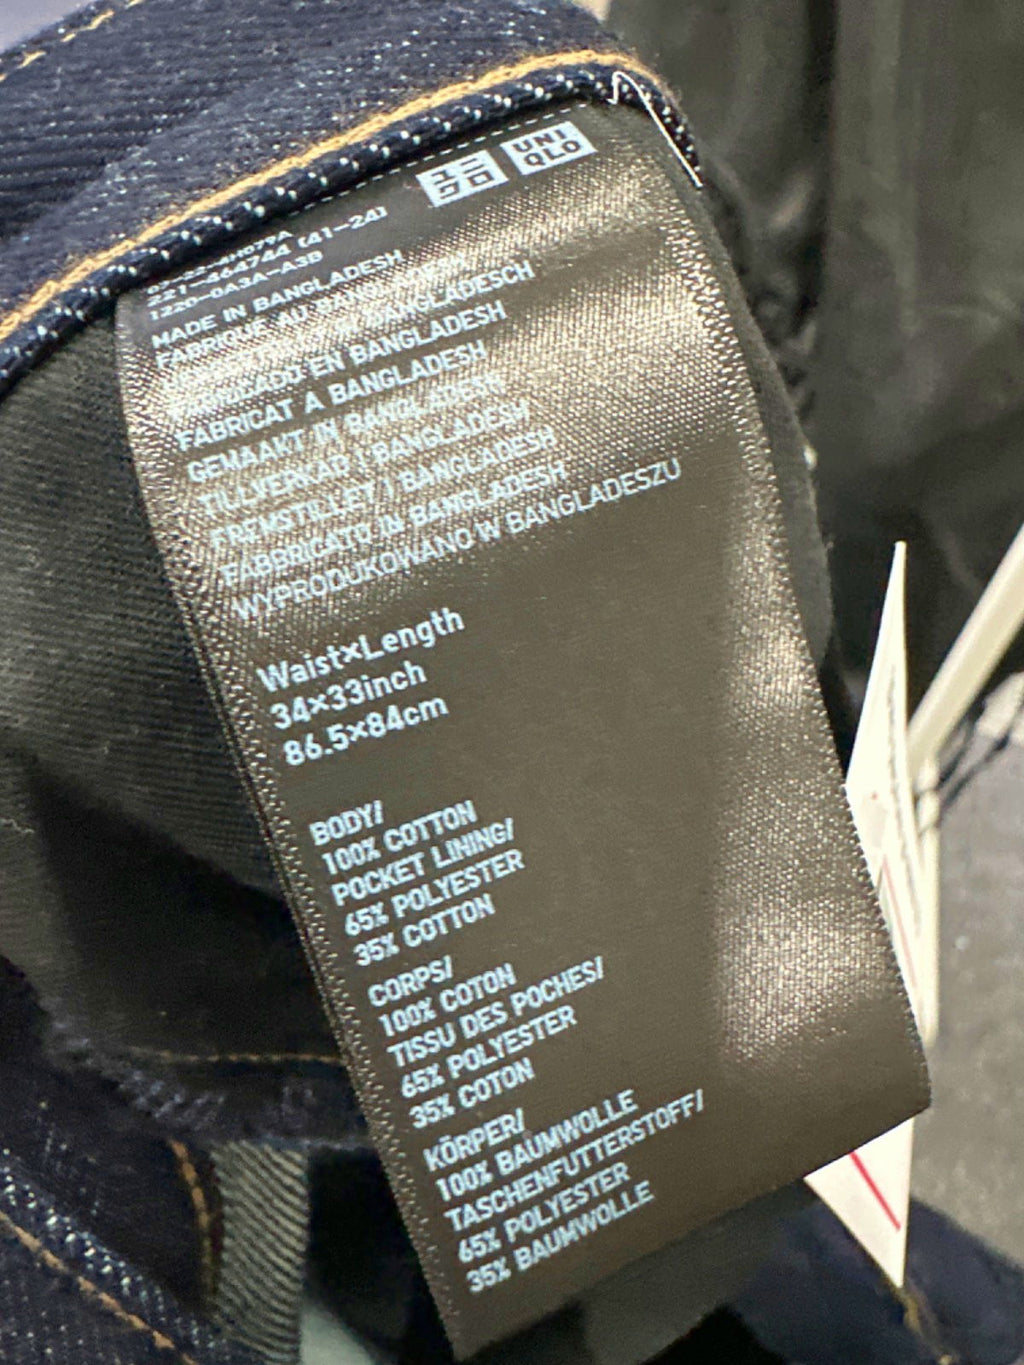 ユニ
クロ
UNI
QLO
221-464744 (41-24)
1220-0A3A-A3B
MADE IN BANGLADESH
FABRIQUÉ AU BANGLADESH
IN BANGLADESCH
FABRICADO EN BANGLADESH
FABRICAT A BANGLADESH
GEMAAKT IN BANGLADESH
TILLVERKAD I BANGLADESH
FREMSTILLET I BANGLADESH
FABBRICATO IN BANGLADESH
WYPRODUKOWANO W BANGLADESZU
Waist×Length
34×33inch
86.5×84cm
BODY/
100% COTTON
POCKET LINING/
65% POLYESTER
35% COTTON
CORPS/
100% COTON
TISSU DES POCHES/
65% POLYESTER
35% COTON
KÖRPER/
100% BAUMWOLLE
TASCHENFUTTERSTOFF/
65% POLYESTER
35% BAUMWOLLE